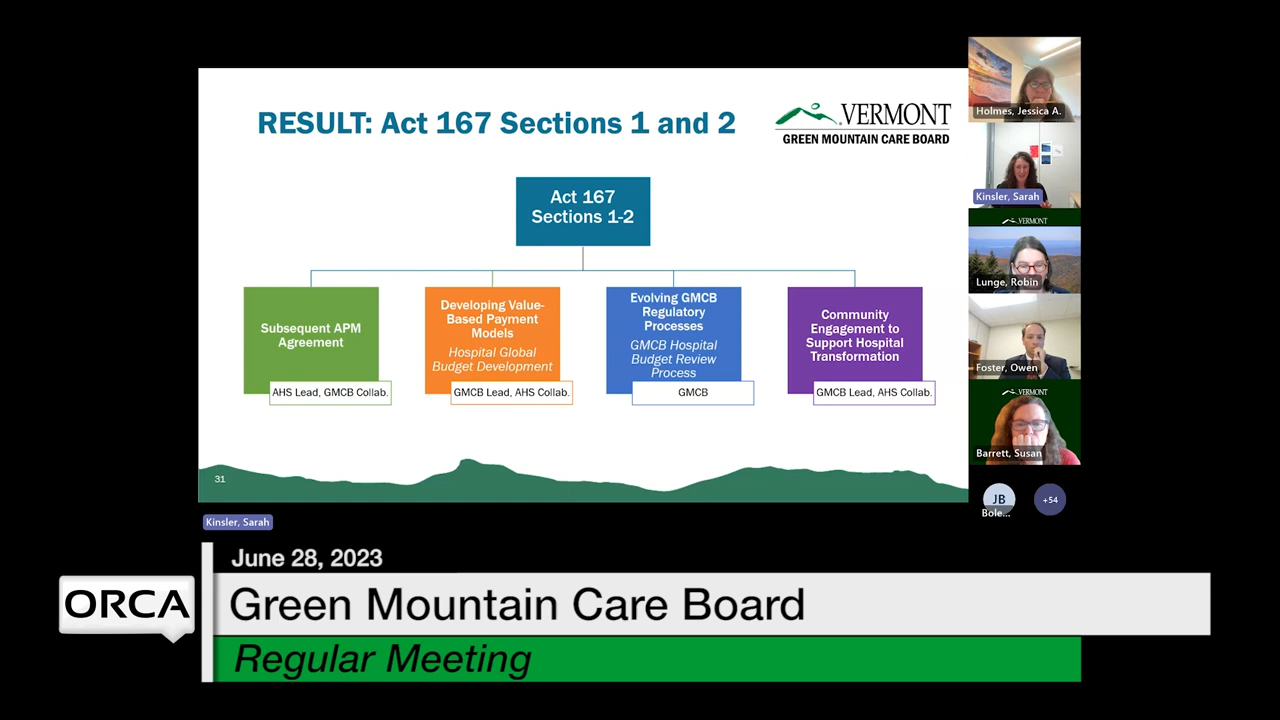 RESULT: Act 167 Sections 1 and 2
VERMONT
GREEN MOUNTAIN CARE BOARD
Act 167
Sections 1-2
Subsequent APM
Agreement
AHS Lead, GMCB Collab.
Developing Value-
Based Payment
Models
Hospital Global
Budget Development
GMCB Lead, AHS Collab.
Evolving GMCB
Regulatory
Processes
GMCB Hospital
Budget Review
Process
GMCB
Community
Engagement to
Support Hospital
Transformation
GMCB Lead, AHS Collab.
31
Holmes, Jessica A.
Kinsler, Sarah
VERMONT
Lunge, Robin
Foster, Owen
VERMONT
Barrett, Susan
JB
Bole...
+54
Kinsler, Sarah
June 28, 2023
ORCA
Green Mountain Care Board
Regular Meeting